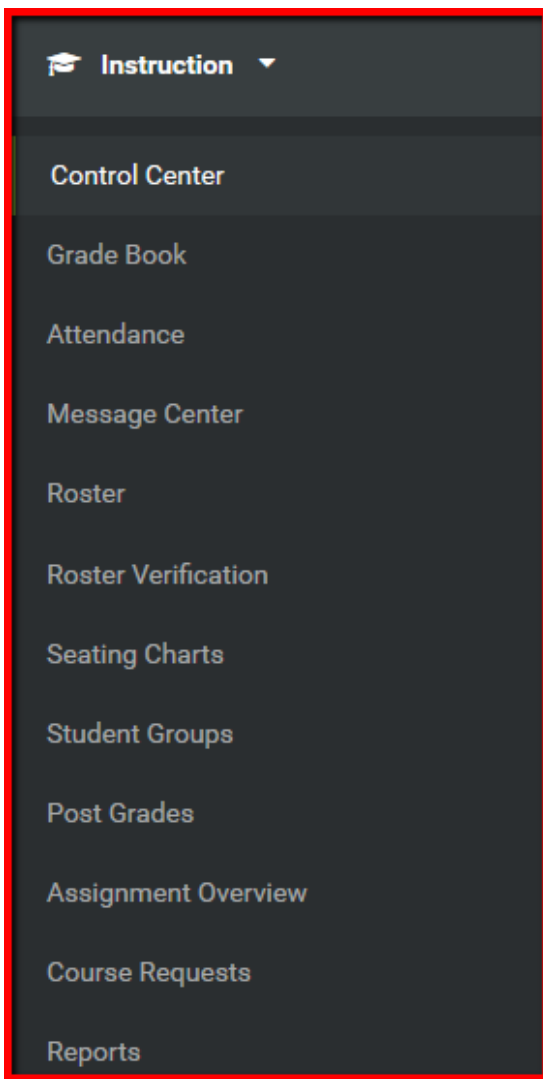 Instruction
Control Center
Grade Book
Attendance
Message Center
Roster
Roster Verification
Seating Charts
Student Groups
Post Grades
Assignment Overview
Course Requests
Reports